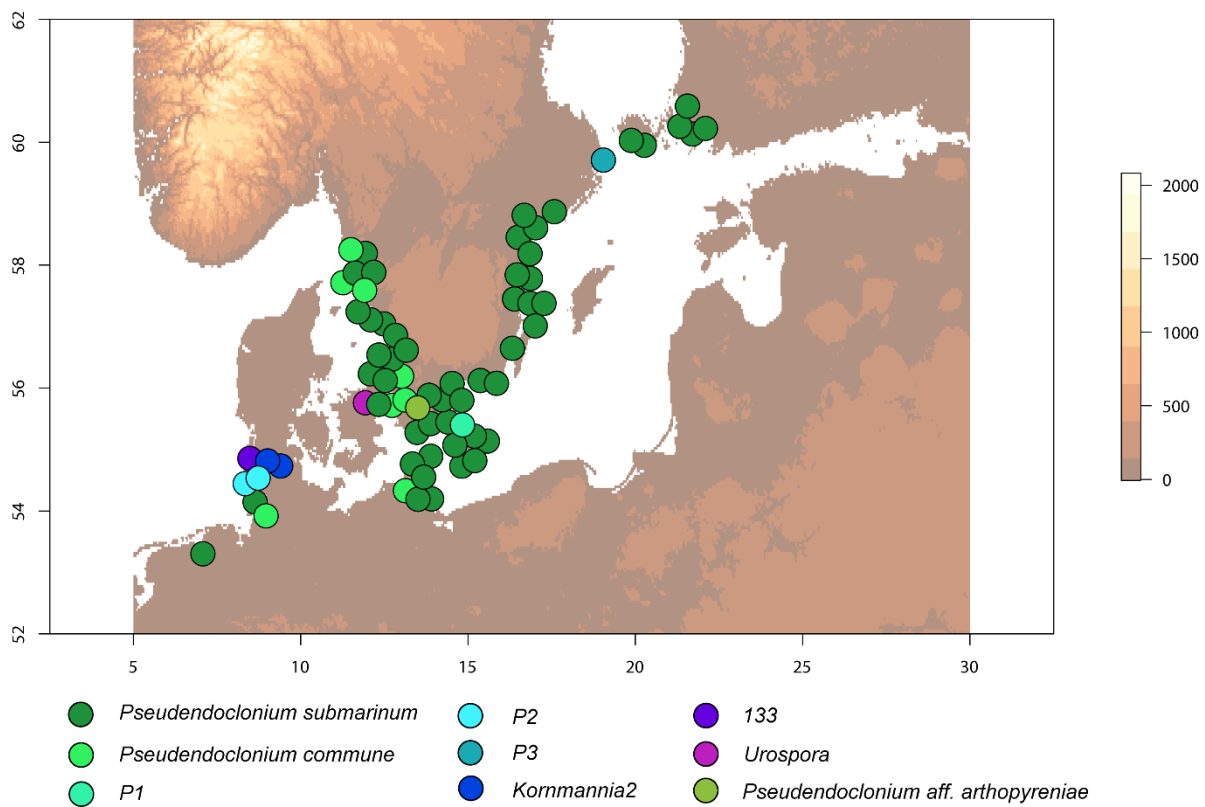 62
60
58
56
54
52
5
10
15
20
25
30
2000
1500
1000
500
0
Pseudendoclonium submarinum
Pseudendoclonium commune
P1
P2
P3
Kornmannia2
133
Urospora
Pseudendoclonium aff. arthopyreniae